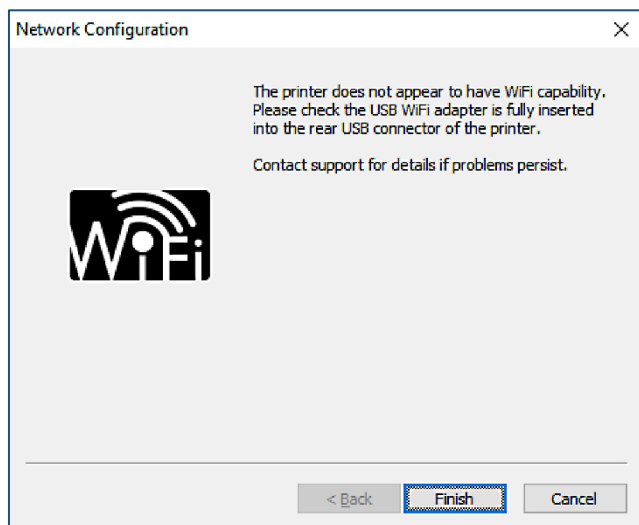 Network Configuration
The printer does not appear to have WiFi capability.
Please check the USB WiFi adapter is fully inserted
into the rear USB connector of the printer.
Contact support for details if problems persist.
WiFi
< Back
Finish
Cancel